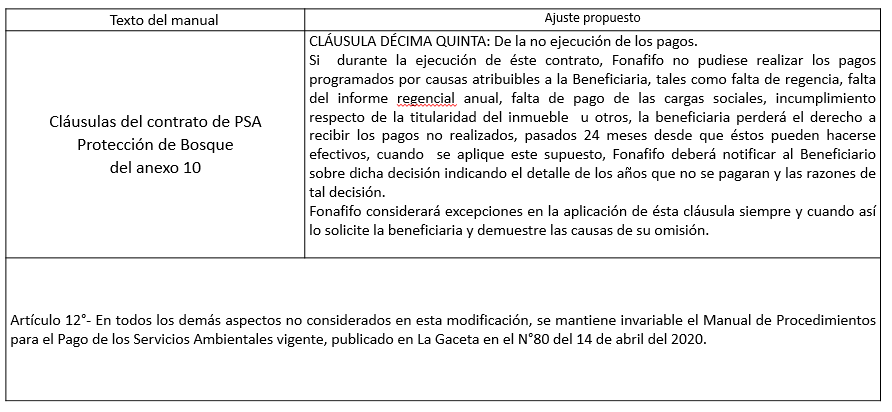 Texto del manual
Ajuste propuesto
Cláusulas del contrato de PSA
Protección de Bosque
del anexo 10
CLÁUSULA DÉCIMA QUINTA: De la no ejecución de los pagos.
Si durante la ejecución de éste contrato, Fonafifo no pudiese realizar los pagos
programados por causas atribuibles a la Beneficiaria, tales como falta de regencia, falta
del informe regencial anual, falta de pago de las cargas sociales, incumplimiento
respecto de la titularidad del inmueble u otros, la beneficiaria perderá el derecho a
recibir los pagos no realizados, pasados 24 meses desde que éstos pueden hacerse
efectivos, cuando se aplique este supuesto, Fonafifo deberá notificar al Beneficiario
sobre dicha decisión indicando el detalle de los años que no se pagaran y las razones de
tal decisión.
Fonafifo considerará excepciones en la aplicación de ésta cláusula siempre y cuando así
lo solicite la beneficiaria y demuestre las causas de su omisión.
Artículo 12°- En todos los demás aspectos no considerados en esta modificación, se mantiene invariable el Manual de Procedimientos
para el Pago de los Servicios Ambientales vigente, publicado en La Gaceta en el N°80 del 14 de abril del 2020.